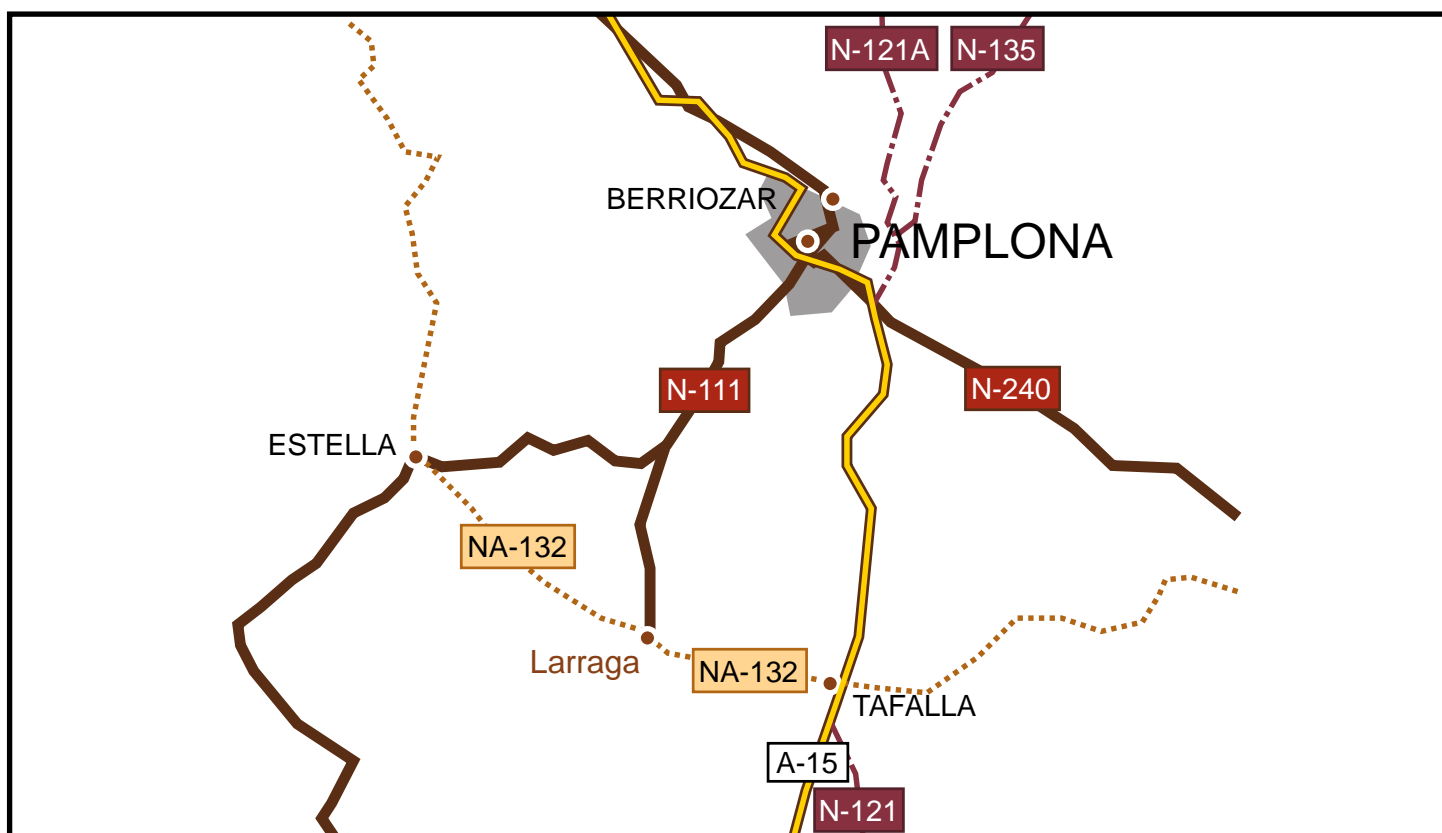 N-121A
N-135
BERRIOZAR
PAMPLONA
N-111
N-240
ESTELLA
NA-132
Larraga
NA-132
TAFALLA
A-15
N-121